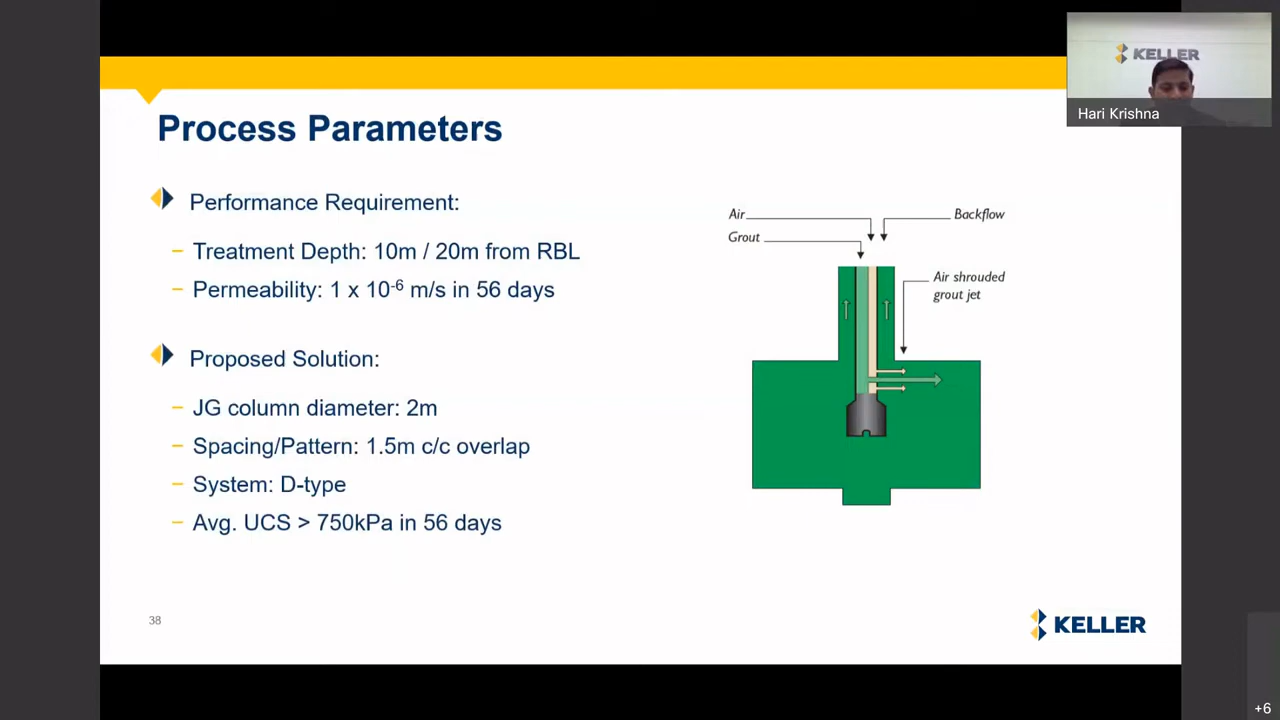 KELLER
Hari Krishna
Process Parameters
Performance Requirement:
– Treatment Depth: 10m / 20m from RBL
– Permeability: 1 x 10⁻⁶ m/s in 56 days
Proposed Solution:
– JG column diameter: 2m
– Spacing/Pattern: 1.5m c/c overlap
– System: D-type
– Avg. UCS > 750kPa in 56 days
Air
Backflow
Grout
Air shrouded
grout jet
38
KELLER
+6